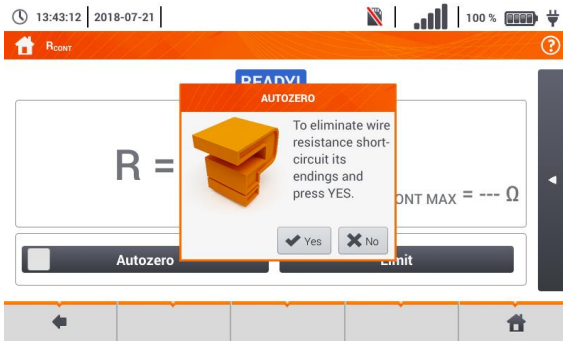 13:43:12 2018-07-21 100 %
RCONT
READY!
AUTOZERO
To eliminate wire
resistance short-
circuit its
endings and
press YES.
R =
CONT MAX = --- Ω
Yes No
Autozero Limit